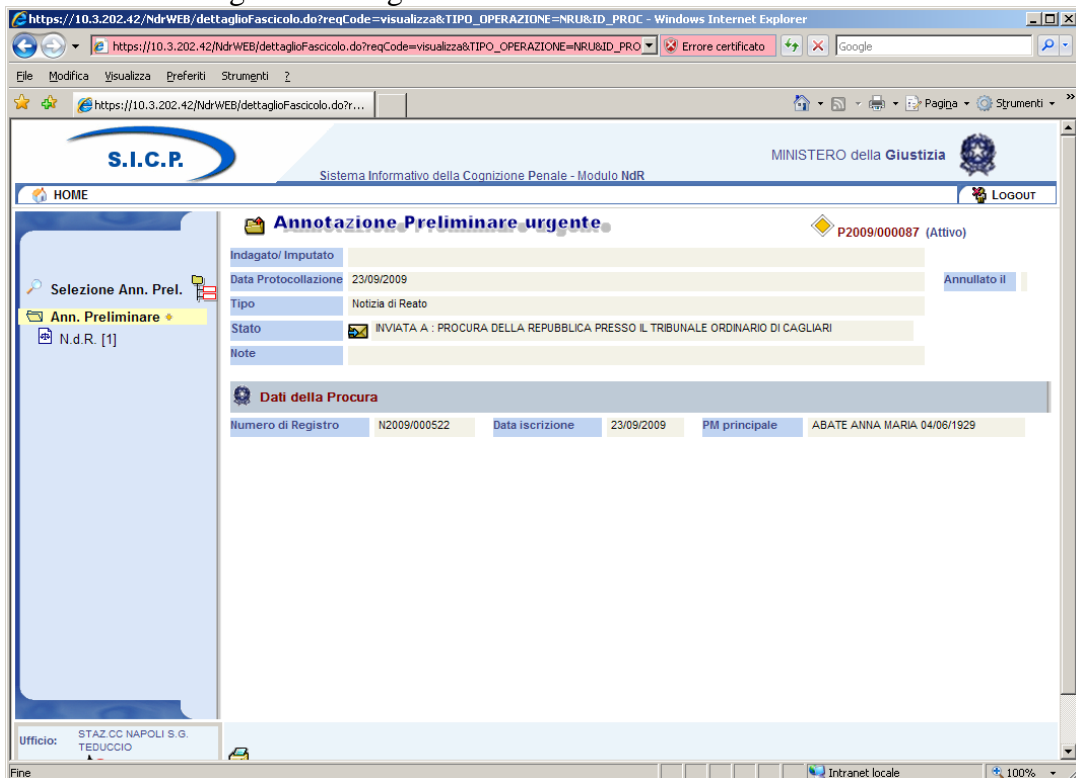 https://10.3.202.42/NdrWEB/dettaglioFascicolo.do?reqCode=visualizza&TIPO_OPERAZIONE=NRU&ID_PROC - Windows Internet Explorer
https://10.3.202.42/NdrWEB/dettaglioFascicolo.do?reqCode=visualizza&TIPO_OPERAZIONE=NRU&ID_PRO Errore certificato Google
File Modifica Visualizza Preferiti Strumenti ?
https://10.3.202.42/NdrWEB/dettaglioFascicolo.do?r... Pagina Strumenti »
S.I.C.P.
MINISTERO della Giustizia
Sistema Informativo della Cognizione Penale - Modulo NdR
HOME LOGOUT
Annotazione Preliminare urgente P2009/000087 (Attivo)
Indagato/ Imputato
Selezione Ann. Prel.
Data Protocollazione 23/09/2009 Annullato il
Tipo Notizia di Reato
Ann. Preliminare
Stato INVIATA A : PROCURA DELLA REPUBBLICA PRESSO IL TRIBUNALE ORDINARIO DI CAGLIARI
N.d.R. [1]
Note
Dati della Procura
Numero di Registro N2009/000522 Data iscrizione 23/09/2009 PM principale ABATE ANNA MARIA 04/06/1929
Ufficio: STAZ.CC NAPOLI S.G. TEDUCCIO
Fine Intranet locale 100%